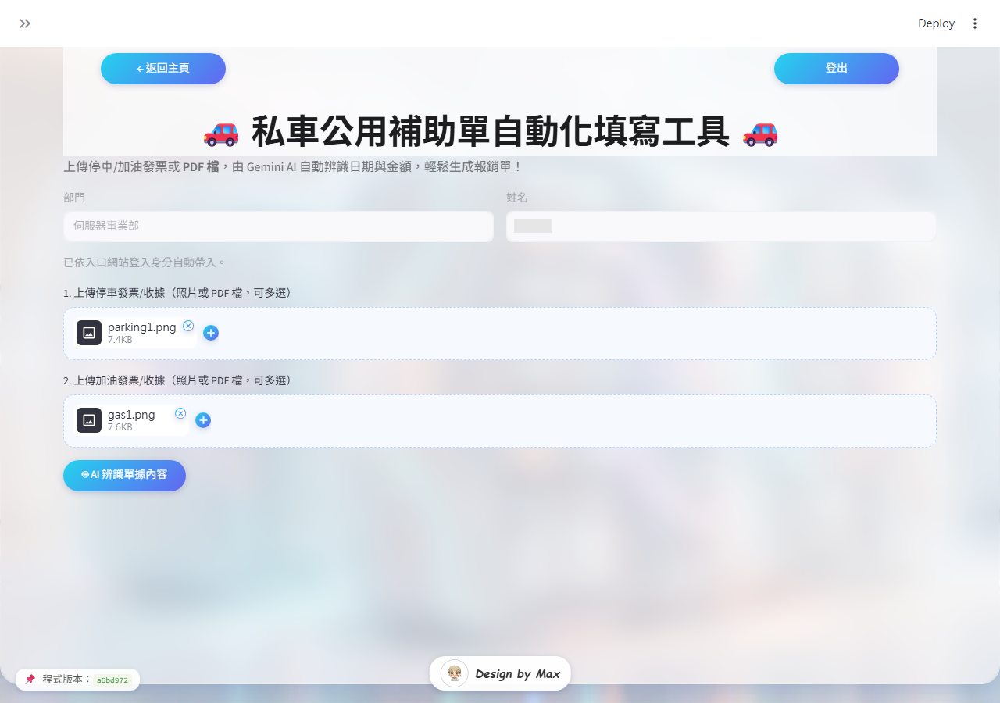 Deploy
← 返回主頁
登出
🚗 私車公用補助單自動化填寫工具 🚗
上傳停車/加油發票或 PDF 檔，由 Gemini AI 自動辨識日期與金額，輕鬆生成報銷單！
部門
姓名
伺服器事業部
已依入口網站登入身分自動帶入。
1. 上傳停車發票/收據（照片或 PDF 檔，可多選）
parking1.png
7.4KB
2. 上傳加油發票/收據（照片或 PDF 檔，可多選）
gas1.png
7.6KB
AI 辨識單據內容
📌 程式版本：a6bd972
Design by Max